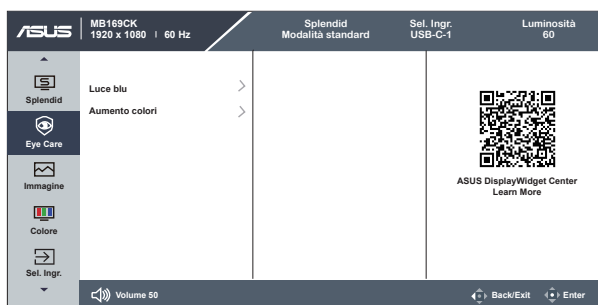 ASUS
MB169CK
1920 x 1080 | 60 Hz
Splendid
Modalità standard
Sel. Ingr.
USB-C-1
Luminosità
60
Splendid
Eye Care
Immagine
Colore
Sel. Ingr.
Luce blu
Aumento colori
ASUS DisplayWidget Center
Learn More
Volume 50
Back/Exit
Enter